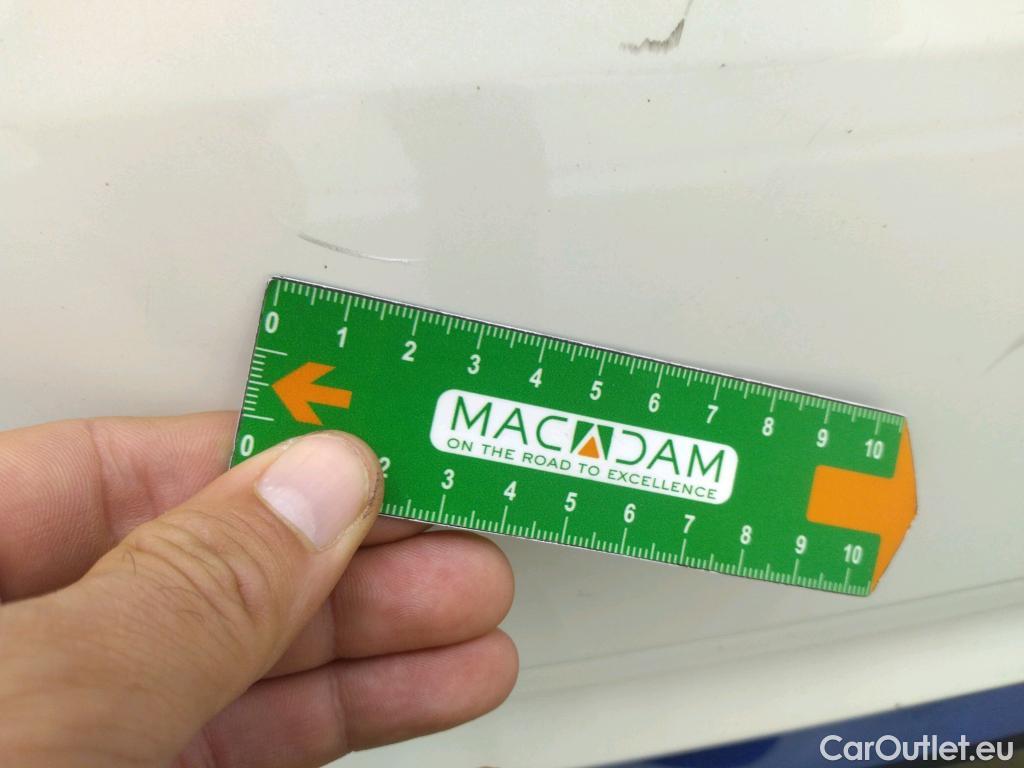 0 1 2 3 4 5 6 7 8 9 10
MACADAM
ON THE ROAD TO EXCELLENCE
0 2 3 4 5 6 7 8 9 10
CarOutlet.eu